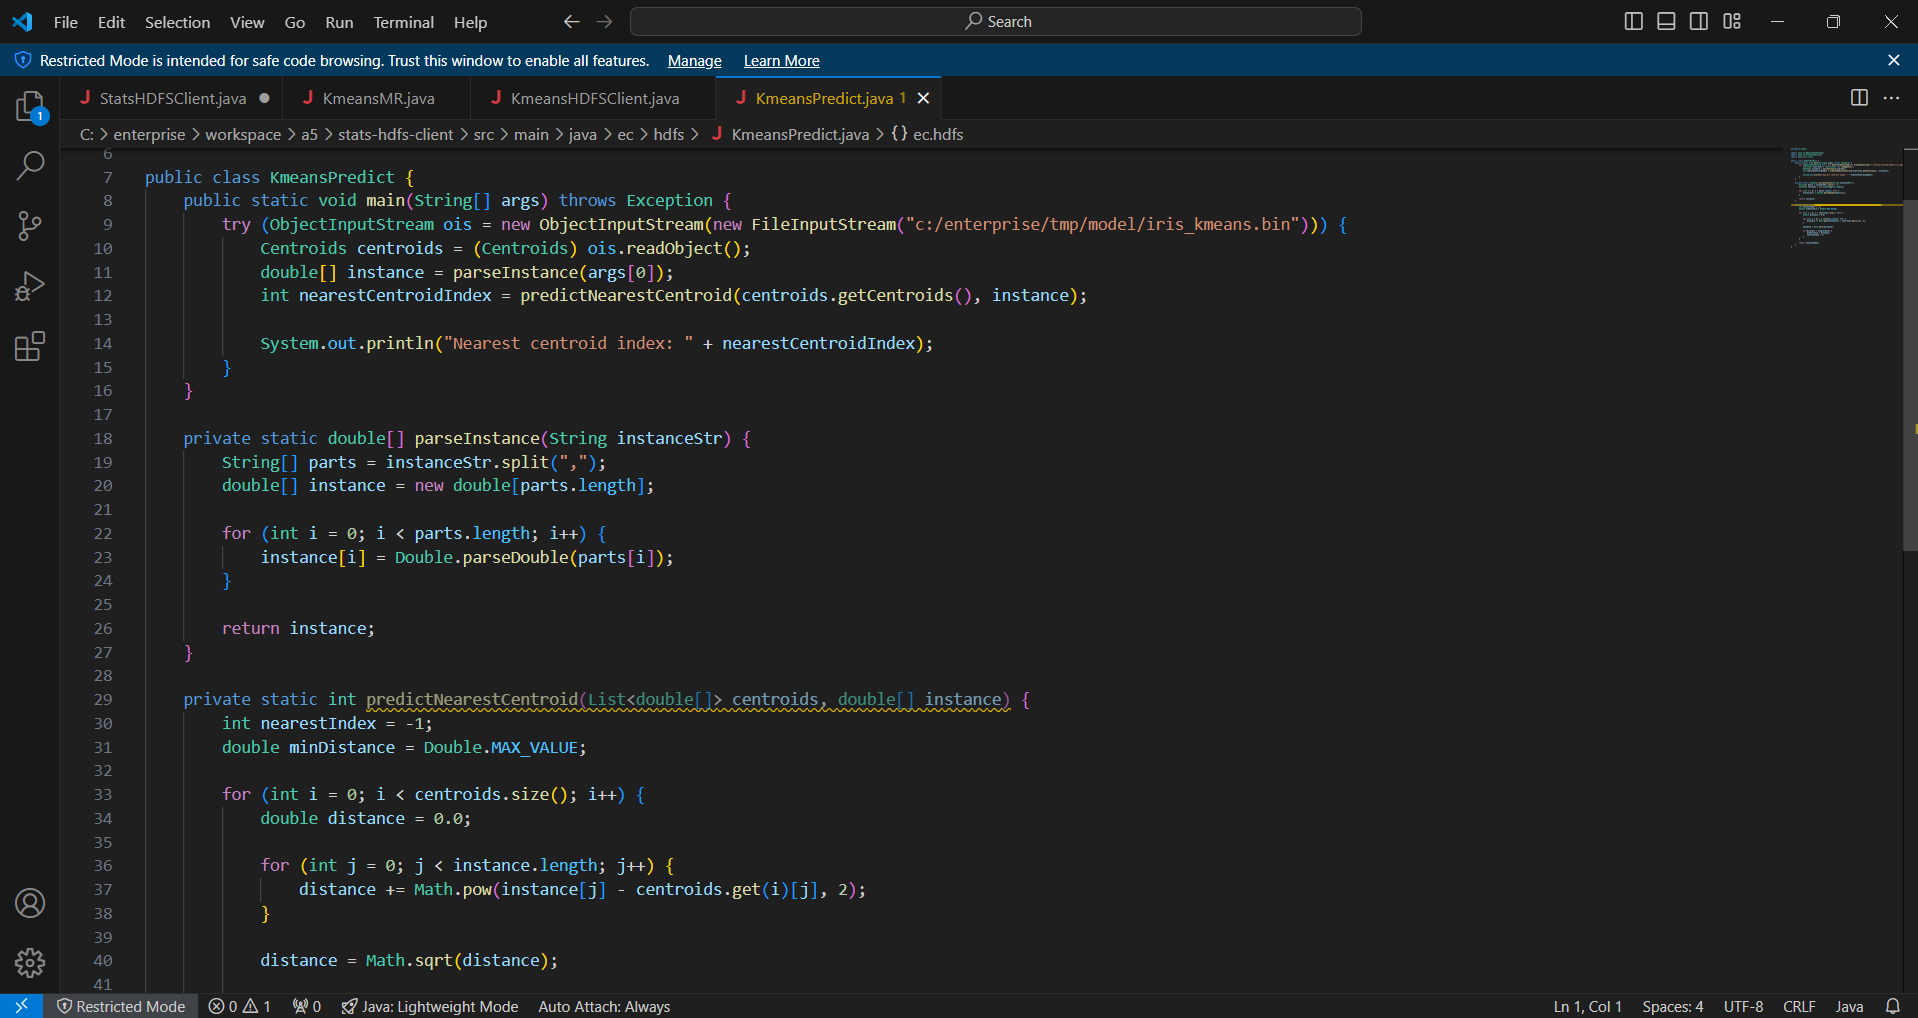 File Edit Selection View Go Run Terminal Help Search
Restricted Mode is intended for safe code browsing. Trust this window to enable all features. Manage Learn More
StatsHDFSClient.java KmeansMR.java KmeansHDFSClient.java KmeansPredict.java 1
C: > enterprise > workspace > a5 > stats-hdfs-client > src > main > java > ec > hdfs > J KmeansPredict.java > {} ec.hdfs
1
6
7 public class KmeansPredict {
8 public static void main(String[] args) throws Exception {
9 try (ObjectInputStream ois = new ObjectInputStream(new FileInputStream("c:/enterprise/tmp/model/iris_kmeans.bin"))) {
10 Centroids centroids = (Centroids) ois.readObject();
11 double[] instance = parseInstance(args[0]);
12 int nearestCentroidIndex = predictNearestCentroid(centroids.getCentroids(), instance);
13
14 System.out.println("Nearest centroid index: " + nearestCentroidIndex);
15 }
16 }
17
18 private static double[] parseInstance(String instanceStr) {
19 String[] parts = instanceStr.split(",");
20 double[] instance = new double[parts.length];
21
22 for (int i = 0; i < parts.length; i++) {
23 instance[i] = Double.parseDouble(parts[i]);
24 }
25
26 return instance;
27 }
28
29 private static int predictNearestCentroid(List<double[]> centroids, double[] instance) {
30 int nearestIndex = -1;
31 double minDistance = Double.MAX_VALUE;
32
33 for (int i = 0; i < centroids.size(); i++) {
34 double distance = 0.0;
35
36 for (int j = 0; j < instance.length; j++) {
37 distance += Math.pow(instance[j] - centroids.get(i)[j], 2);
38 }
39
40 distance = Math.sqrt(distance);
41
Restricted Mode 0 1 0 Java: Lightweight Mode Auto Attach: Always Ln 1, Col 1 Spaces: 4 UTF-8 CRLF Java